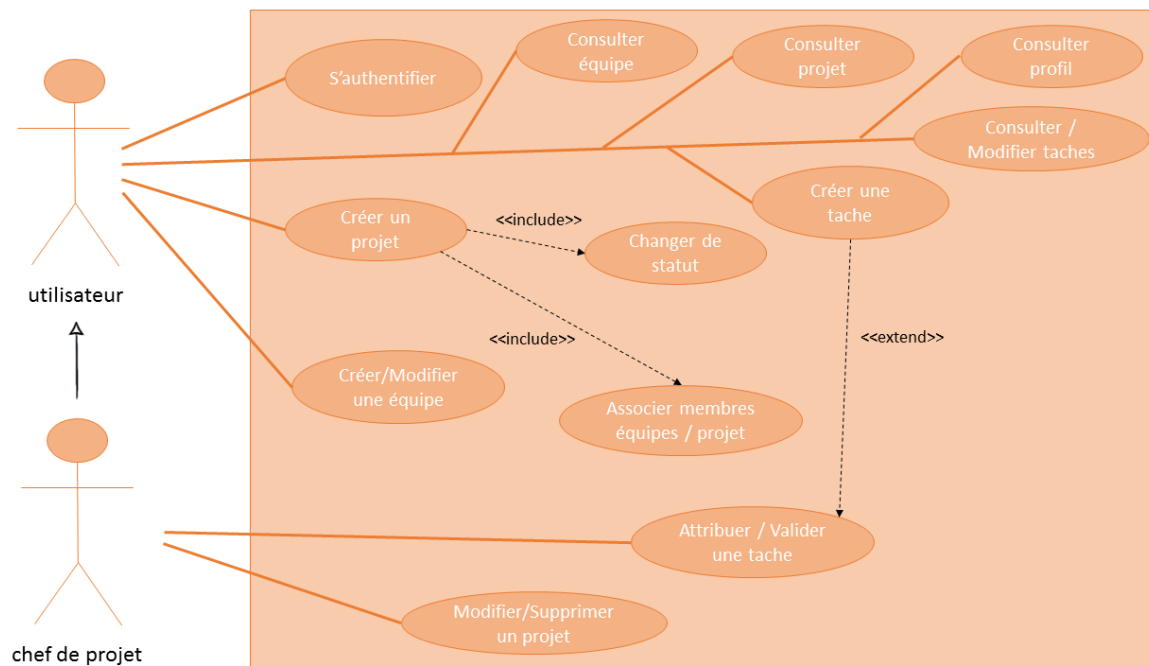 Consulter
équipe
Consulter
projet
Consulter
profil
S'authentifier
Consulter /
Modifier taches
Créer une
tache
Créer un
projet
<<include>>
Changer de
statut
utilisateur
<<include>>
<<extend>>
Créer/Modifier
une équipe
Associer membres
équipes / projet
Attribuer / Valider
une tache
Modifier/Supprimer
un projet
chef de projet